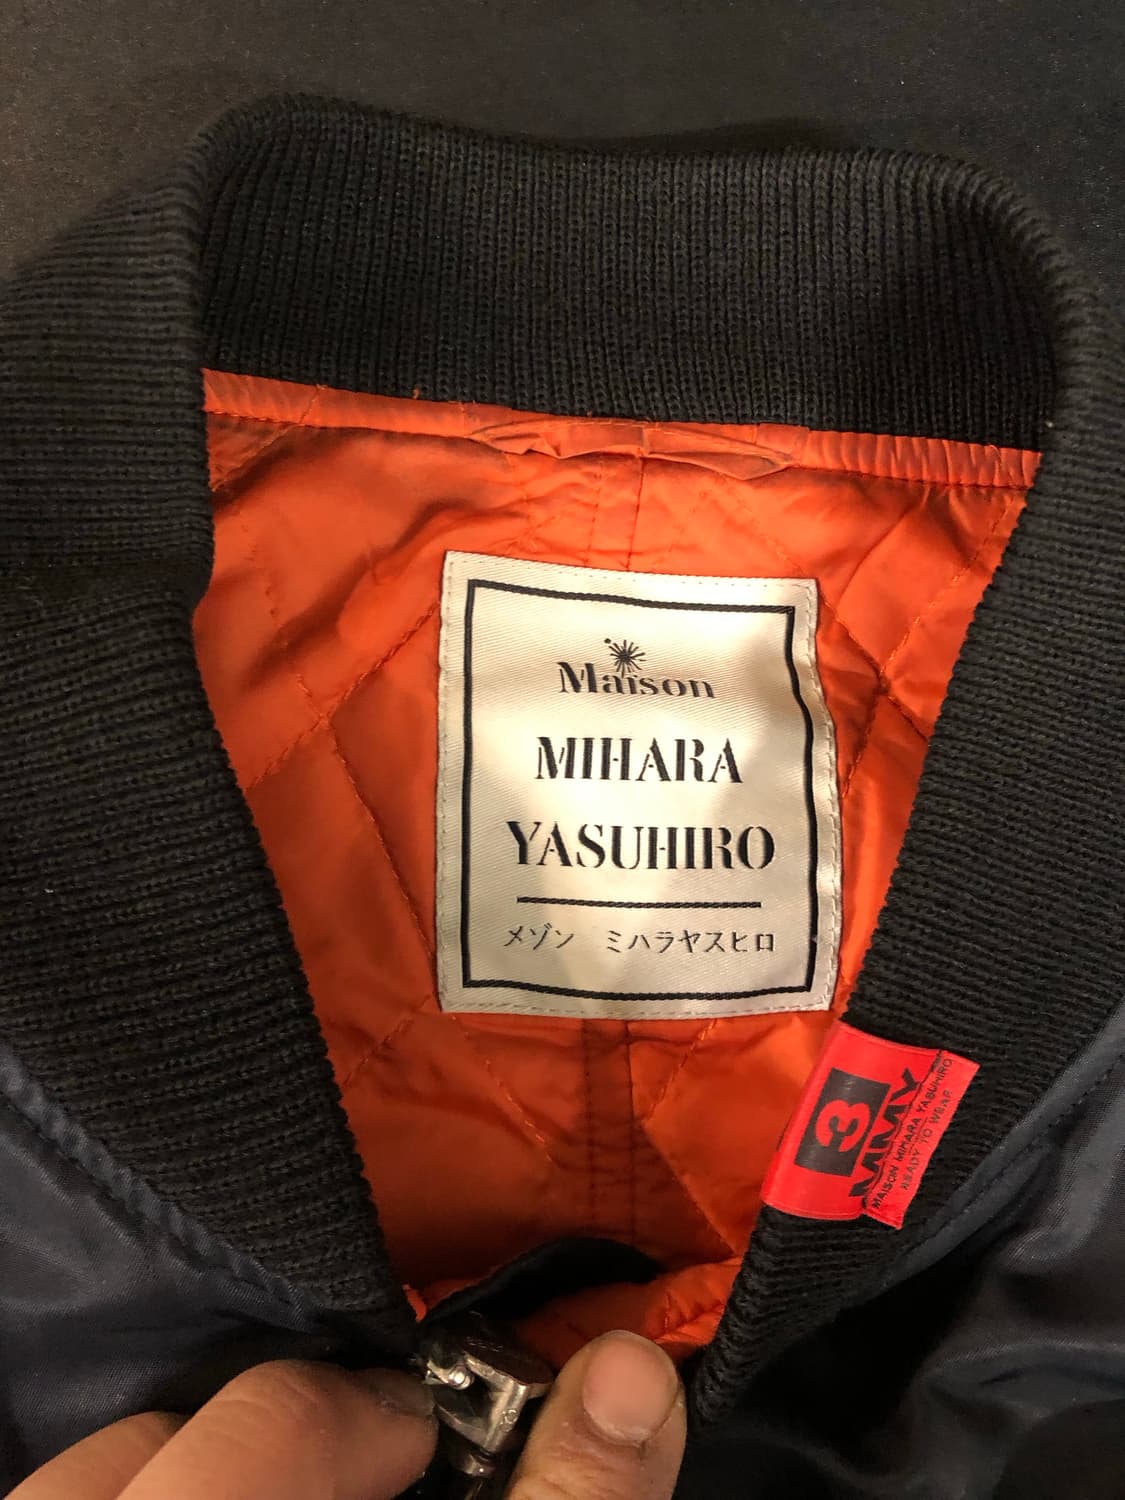 Maison
MIHARA
YASUHIRO
メゾン ミハラヤスヒロ
3
MMY
MAISON MIHARA YASUHIRO
READY TO WEAR